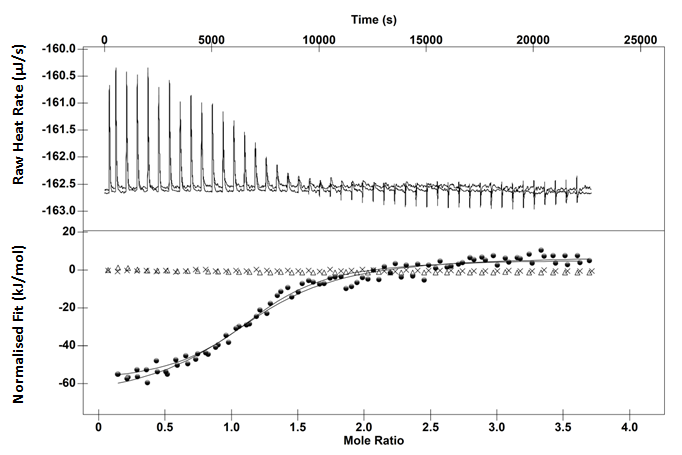 Time (s)
0 5000 10000 15000 20000 25000
Raw Heat Rate (µJ/s)
-160.0
-160.5
-161.0
-161.5
-162.0
-162.5
-163.0
Normalised Fit (kJ/mol)
20
0
-20
-40
-60
0 0.5 1.0 1.5 2.0 2.5 3.0 3.5 4.0
Mole Ratio